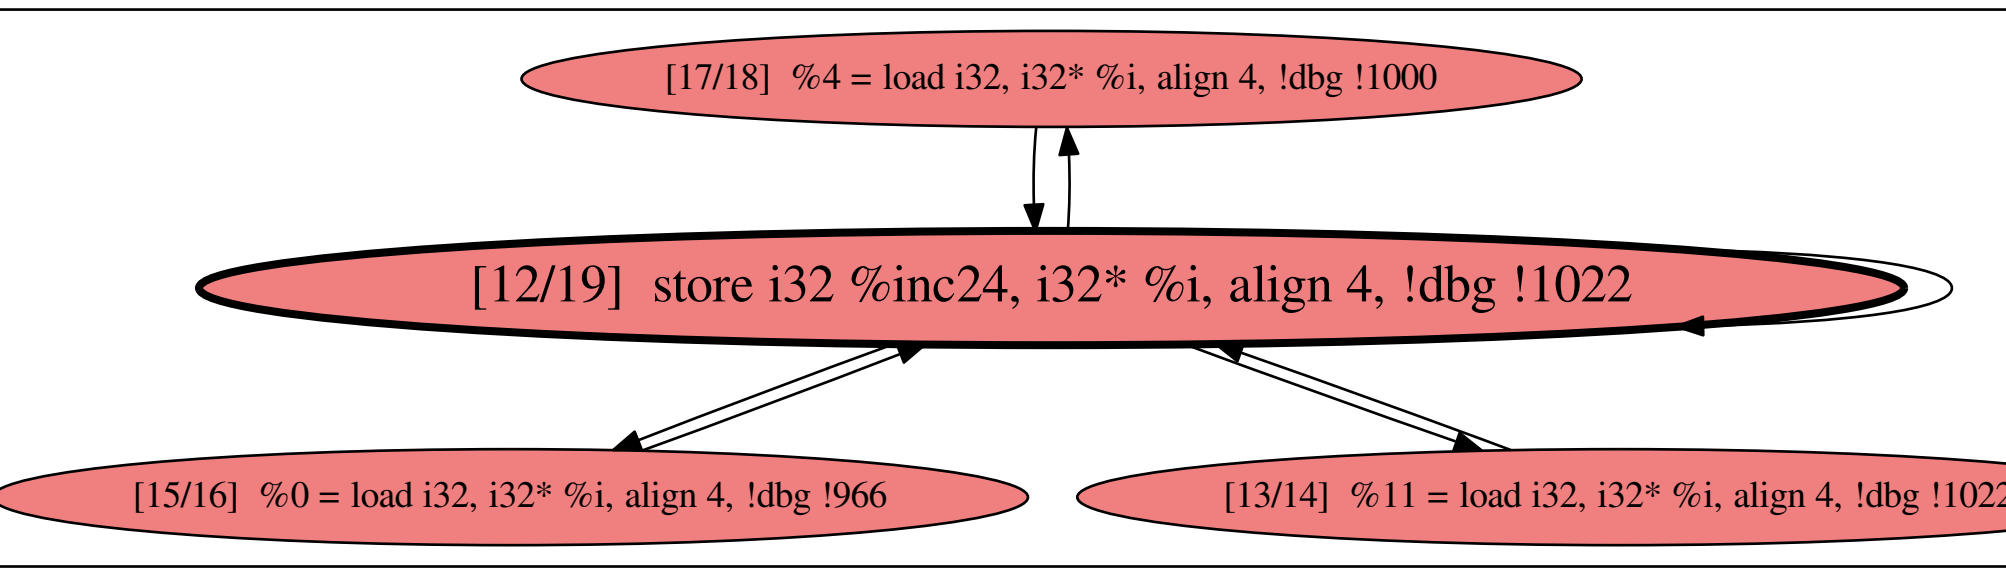 [17/18]  %4 = load i32, i32* %i, align 4, !dbg !1000
[12/19]  store i32 %inc24, i32* %i, align 4, !dbg !1022
[15/16]  %0 = load i32, i32* %i, align 4, !dbg !966
[13/14]  %11 = load i32, i32* %i, align 4, !dbg !1022